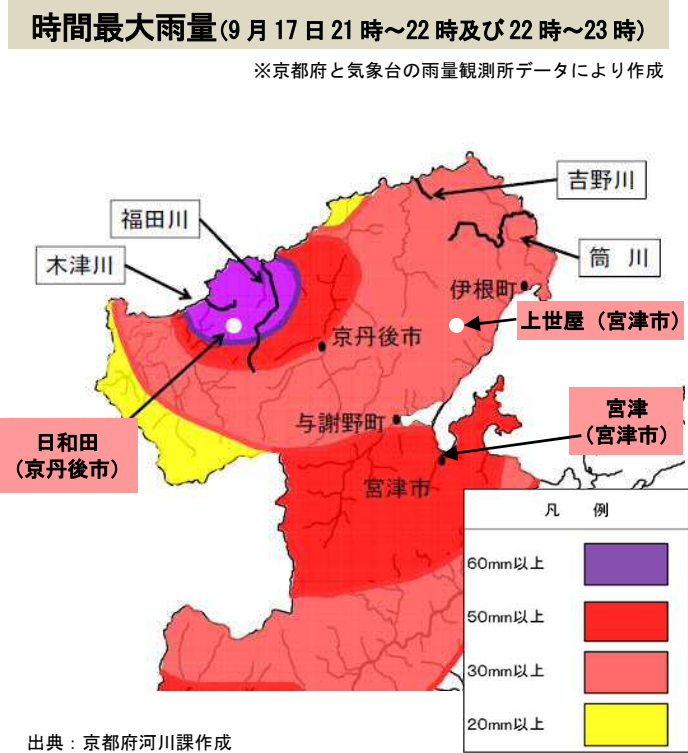 時間最大雨量(9月17日21時～22時及び22時～23時)
※京都府と気象台の雨量観測所データにより作成
吉野川
福田川
筒 川
木津川
伊根町
上世屋(宮津市)
京丹後市
宮津
(宮津市)
与謝野町
日和田
(京丹後市)
宮津市
凡 例
60mm以上
50mm以上
30mm以上
20mm以上
出典：京都府河川課作成